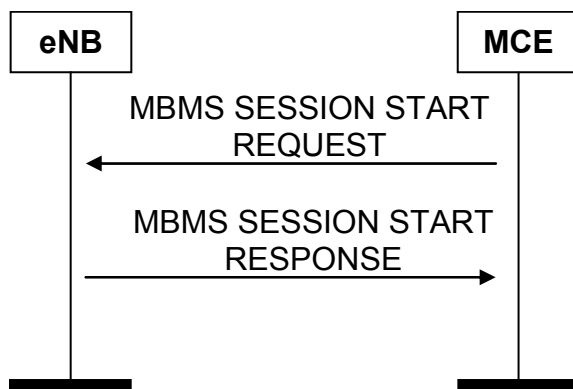 eNB
MCE
MBMS SESSION START
REQUEST
MBMS SESSION START
RESPONSE